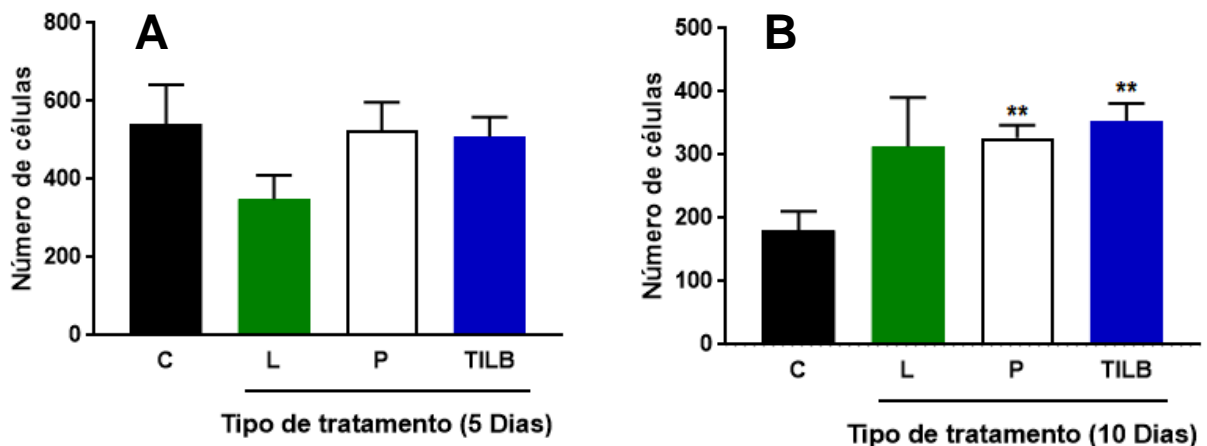 A
Número de células
800
600
400
200
0
C L P TILB
Tipo de tratamento (5 Dias)
B
Número de células
500
400
300
200
100
0
** **
C L P TILB
Tipo de tratamento (10 Dias)